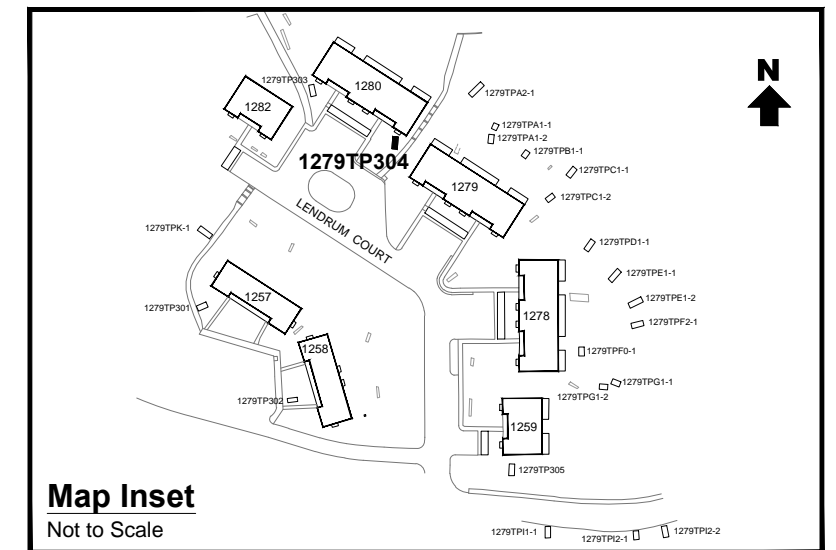 N
1279TP303
1280
1282
1279TPA2-1
1279TPA1-1
1279TPA1-2
1279TPB1-1
1279TP304
1279TPC1-1
1279
1279TPC1-2
LENDRUM COURT
1279TPK-1
1279TPD1-1
1279TPE1-1
1257
1279TPE1-2
1279TP301
1278
1279TPF2-1
1258
1279TPF0-1
1279TPG1-1
1279TPG1-2
1279TP302
1259
1279TP305
Map Inset
Not to Scale
1279TPI1-1
1279TPI2-1
1279TPI2-2